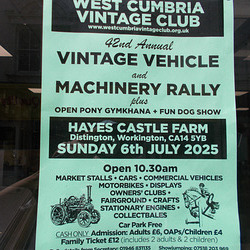 WEST CUMBRIA
VINTAGE CLUB
www.westcumbriavintageclub.org.uk
42nd Annual
VINTAGE VEHICLE
and
MACHINERY RALLY
plus
OPEN PONY GYMKHANA + FUN DOG SHOW
HAYES CASTLE FARM
Distington, Workington, CA14 5YB
SUNDAY 6th JULY 2025
Open 10.30am
MARKET STALLS • CARS • COMMERCIAL VEHICLES
MOTORBIKES • DISPLAYS
OWNERS' CLUBS •
FAIRGROUND • CRAFTS
STATIONARY ENGINES •
COLLECTBALES
Car Park Free
CASH ONLY Admission: Adults £6, OAPs/Children £4
Family Ticket £12 (includes 2 adults & 2 children)